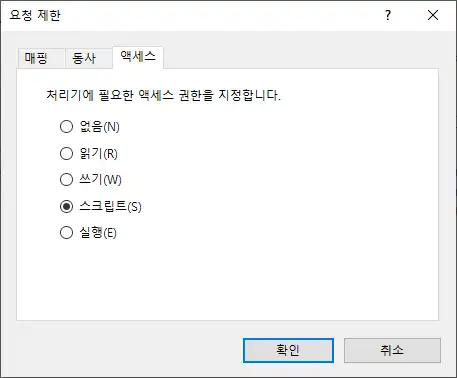 요청 제한
?
매핑 동사 액세스
처리기에 필요한 액세스 권한을 지정합니다.
없음(N)
읽기(R)
쓰기(W)
스크립트(S)
실행(E)
확인 취소